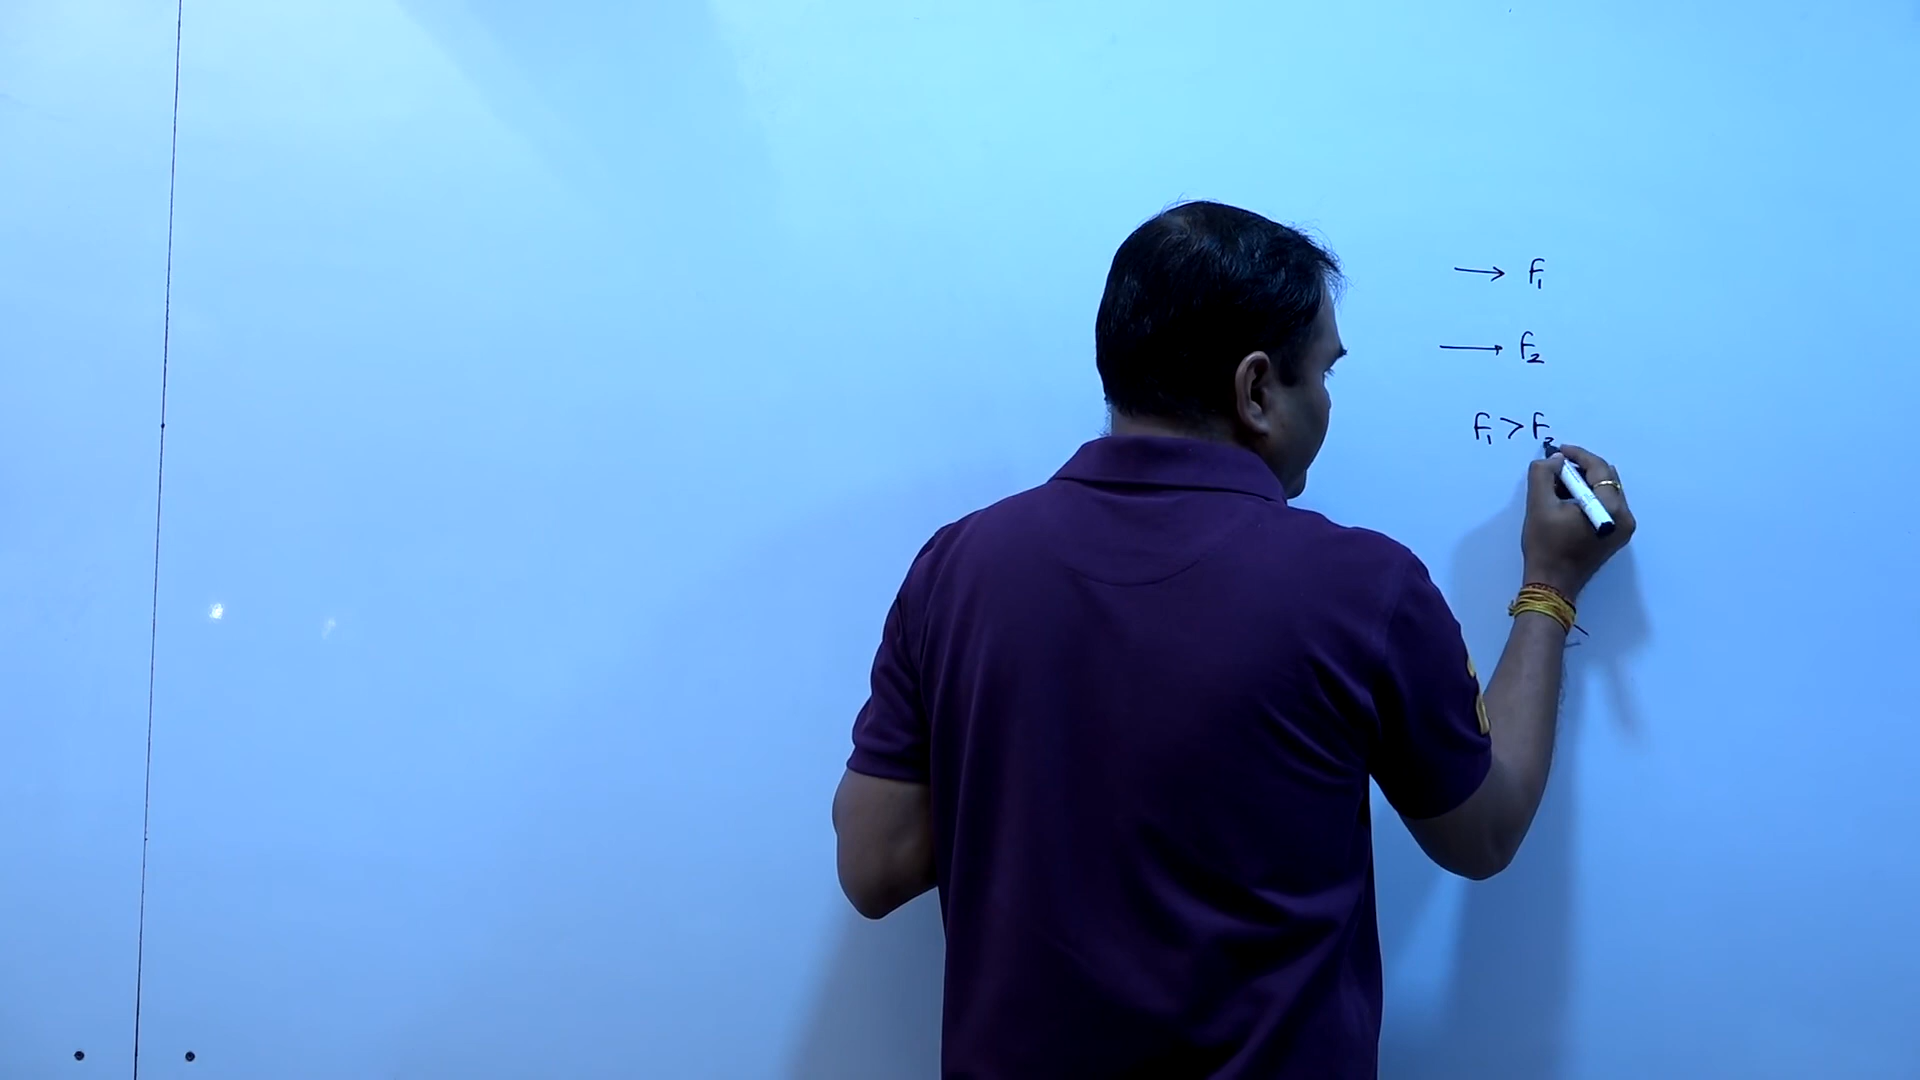 → F₁
→ F₂
F₁ > F₂